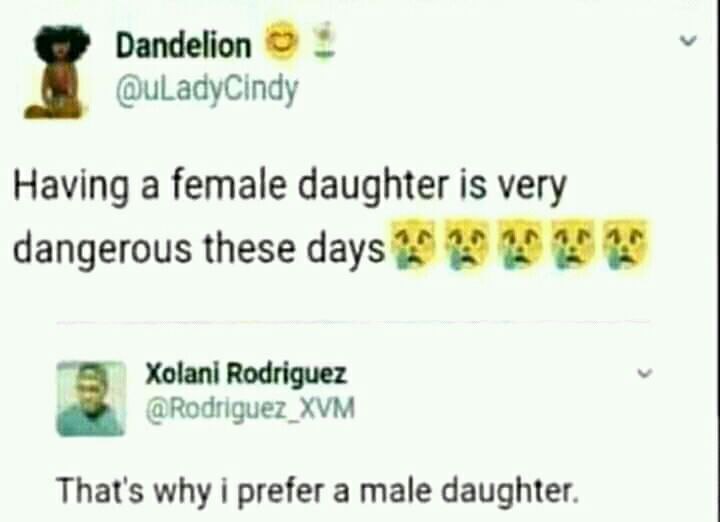 Dandelion 😊 🌷
@uLadyCindy
Having a female daughter is very
dangerous these days😢😢😢😢😢
Xolani Rodriguez
@Rodriguez_XVM
That's why i prefer a male daughter.